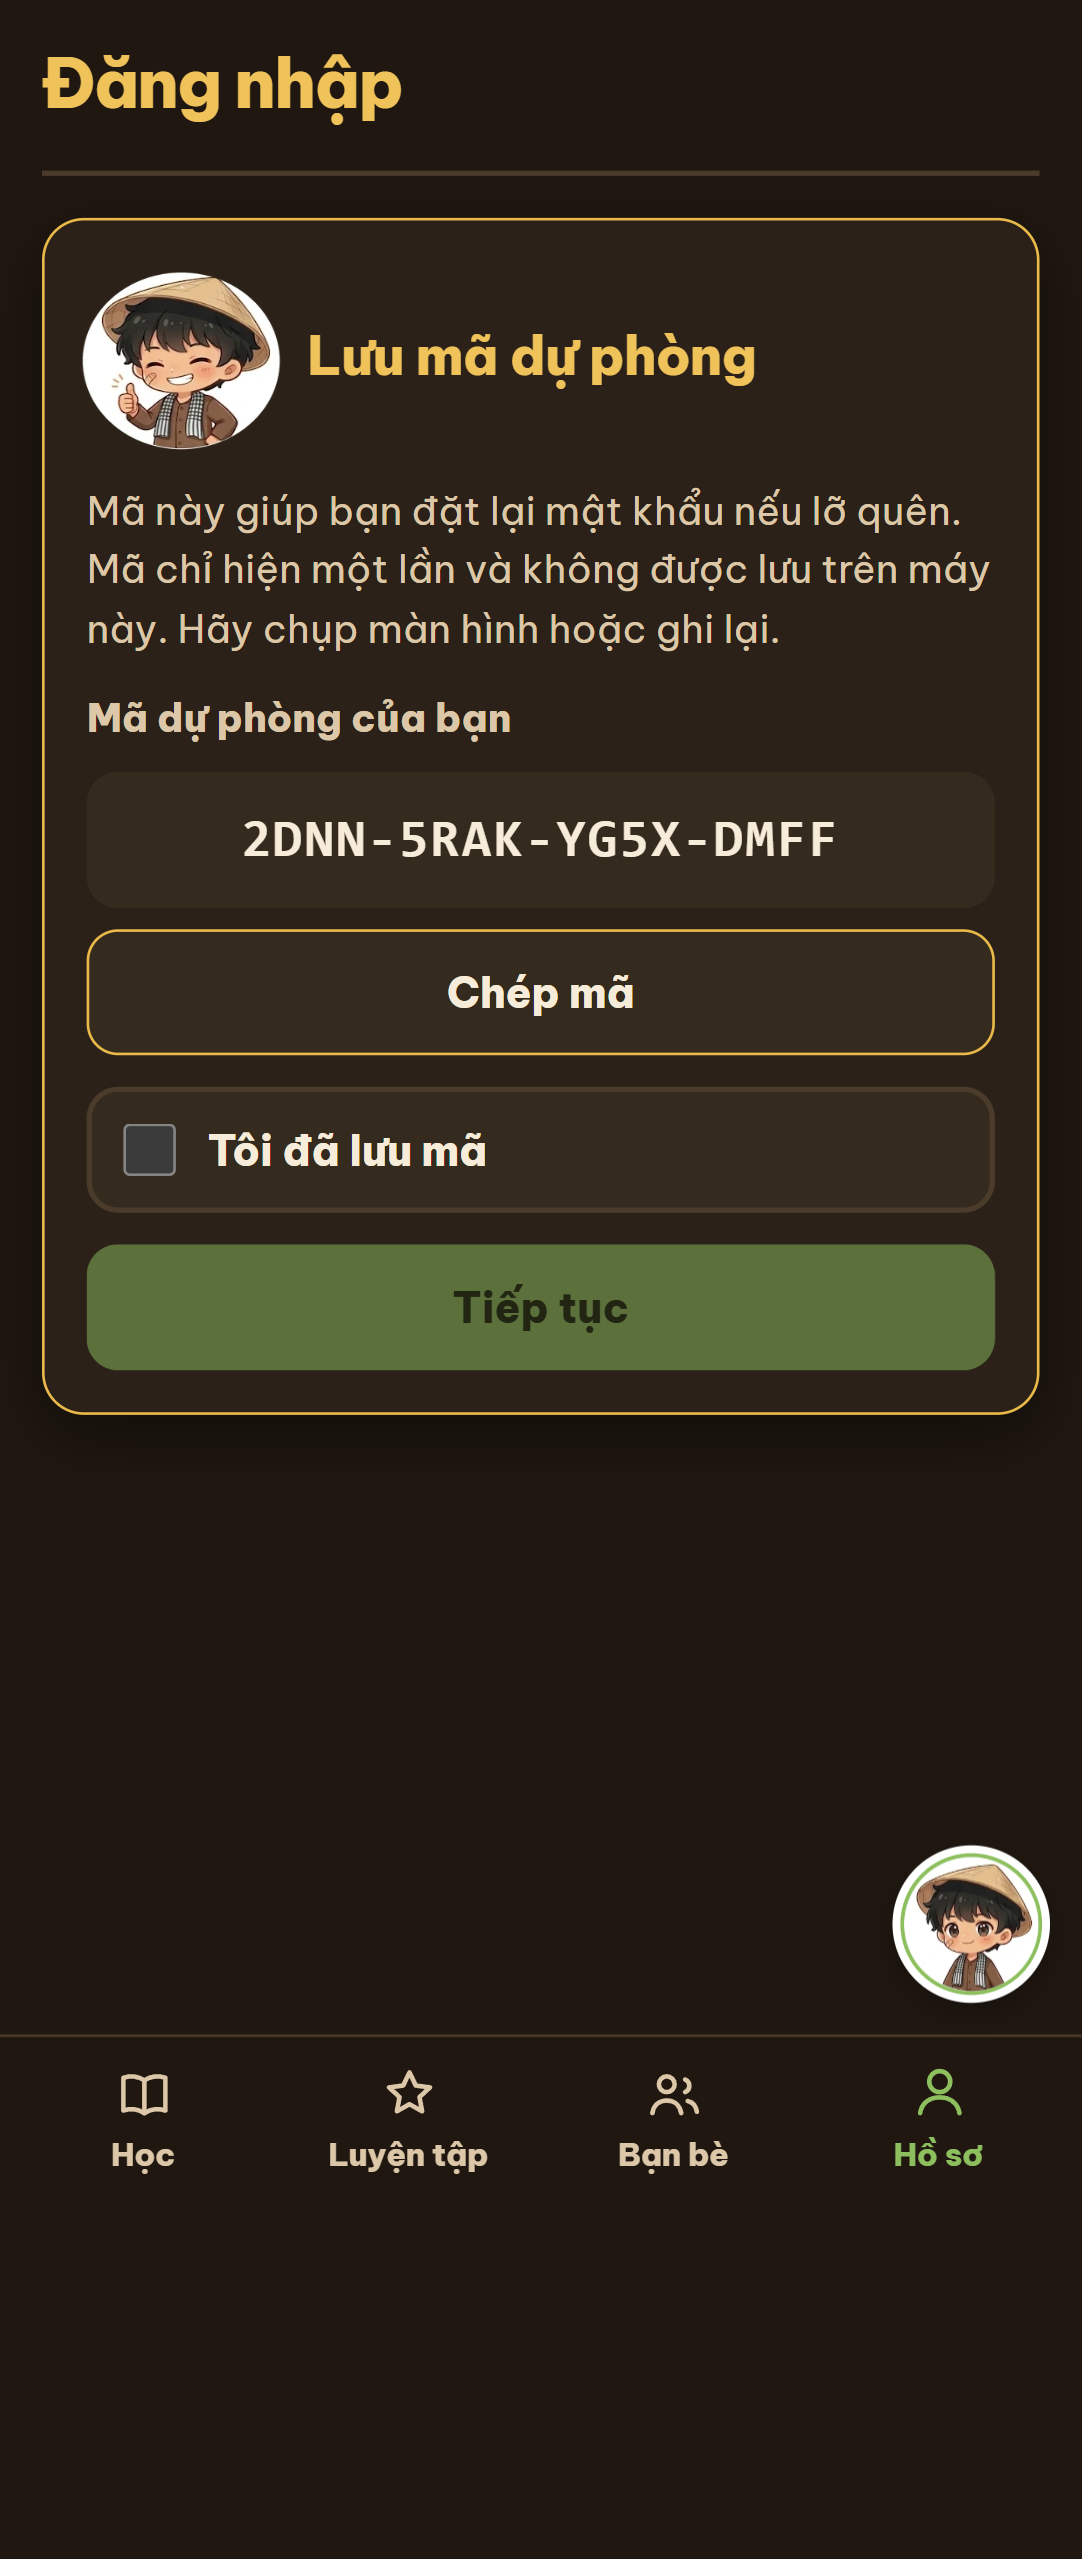 Đăng nhập
Lưu mã dự phòng
Mã này giúp bạn đặt lại mật khẩu nếu lỡ quên.
Mã chỉ hiện một lần và không được lưu trên máy
này. Hãy chụp màn hình hoặc ghi lại.
Mã dự phòng của bạn
2DNN-5RAK-YG5X-DMFF
Chép mã
Tôi đã lưu mã
Tiếp tục
Học
Luyện tập
Bạn bè
Hồ sơ